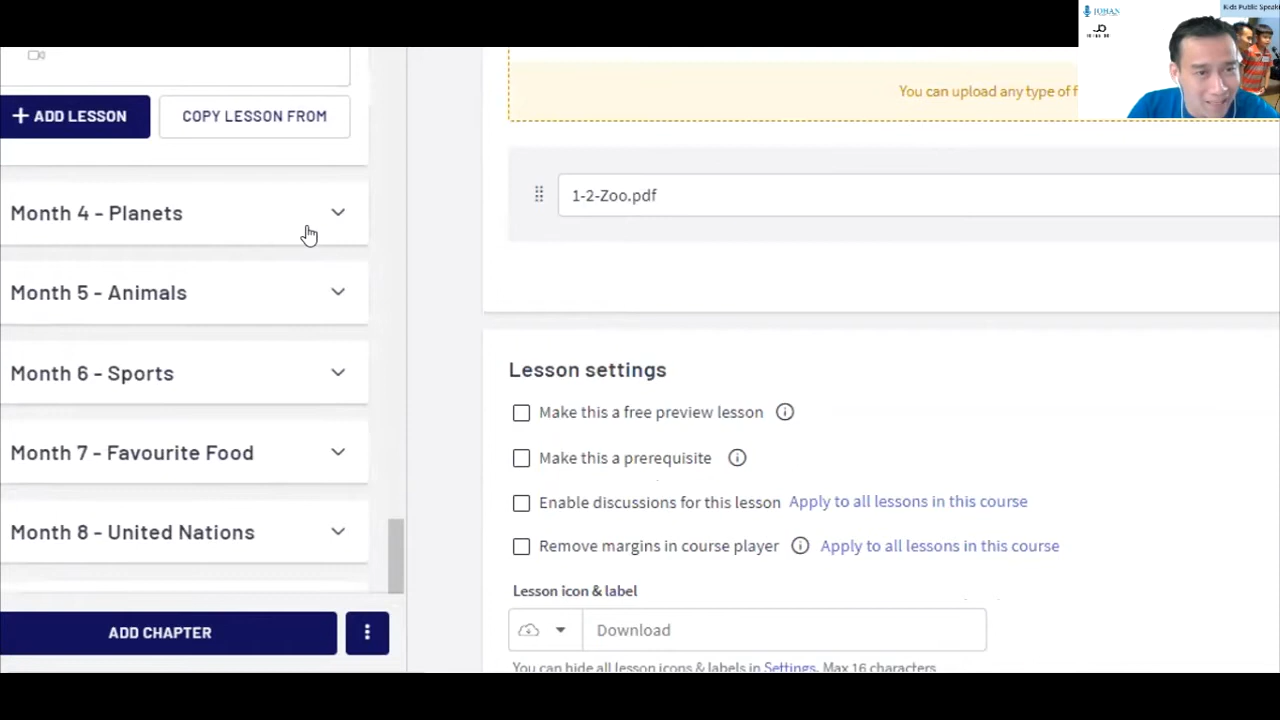 JOHAN
Kids Public Speaki
You can upload any type of f
+ ADD LESSON
COPY LESSON FROM
1-2-Zoo.pdf
Month 4 - Planets
Month 5 - Animals
Month 6 - Sports
Month 7 - Favourite Food
Month 8 - United Nations
ADD CHAPTER
Lesson settings
Make this a free preview lesson
Make this a prerequisite
Enable discussions for this lesson Apply to all lessons in this course
Remove margins in course player Apply to all lessons in this course
Lesson icon & label
Download
You can hide all lesson icons & labels in Settings. Max 16 characters